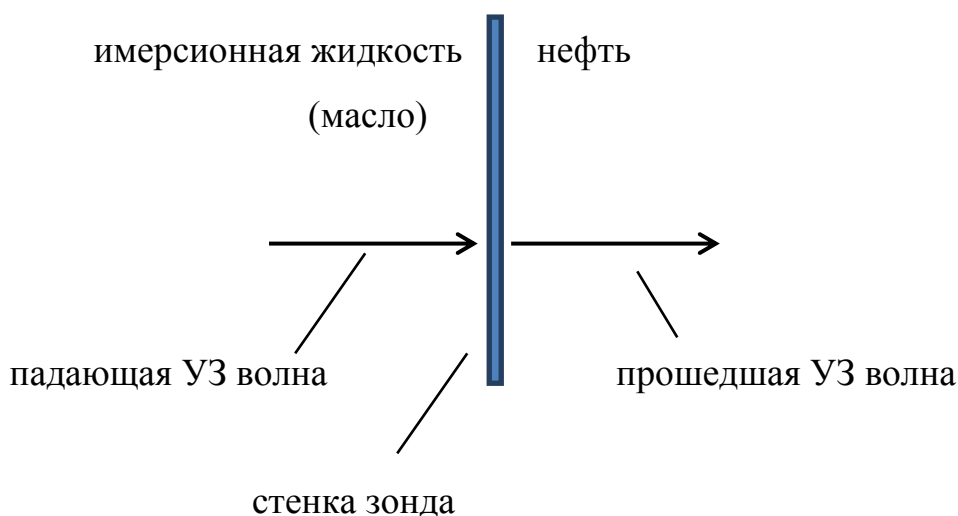 имерсионная жидкость
(масло)
нефть
падающая УЗ волна
прошедшая УЗ волна
стенка зонда